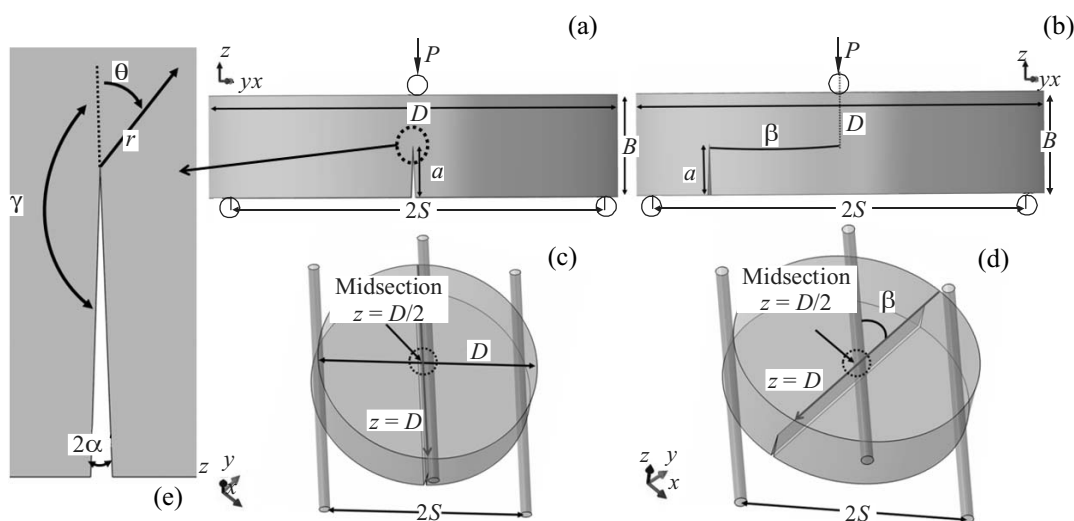 (a)
P
z
yx
D
B
a
2S
(b)
P
z
yx
D
β
B
a
2S
θ
r
γ
2α
(e)
z
y
x
(c)
Midsection
z = D/2
D
z = D
2S
(d)
Midsection
z = D/2
β
z = D
z
y
x
2S